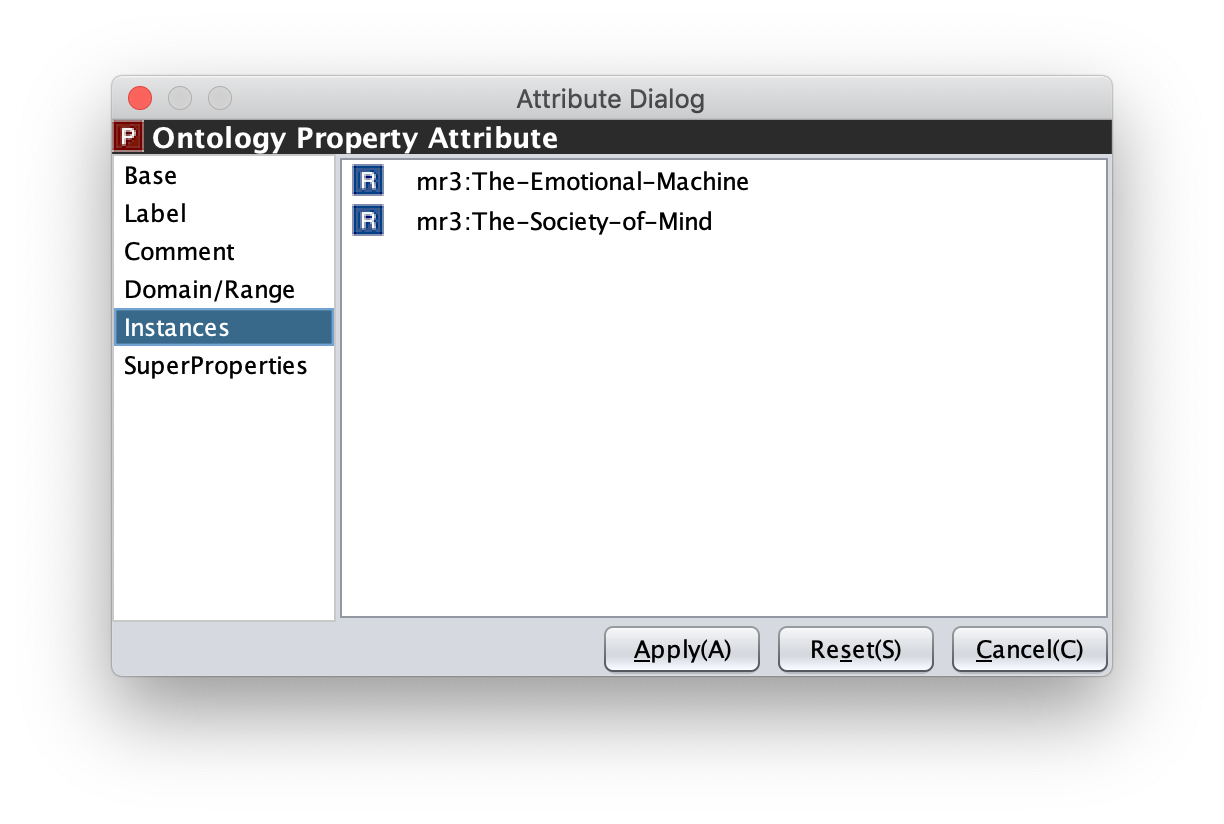 Attribute Dialog
P Ontology Property Attribute
Base
Label
Comment
Domain/Range
Instances
SuperProperties
R mr3:The-Emotional-Machine
R mr3:The-Society-of-Mind
Apply(A) Reset(S) Cancel(C)